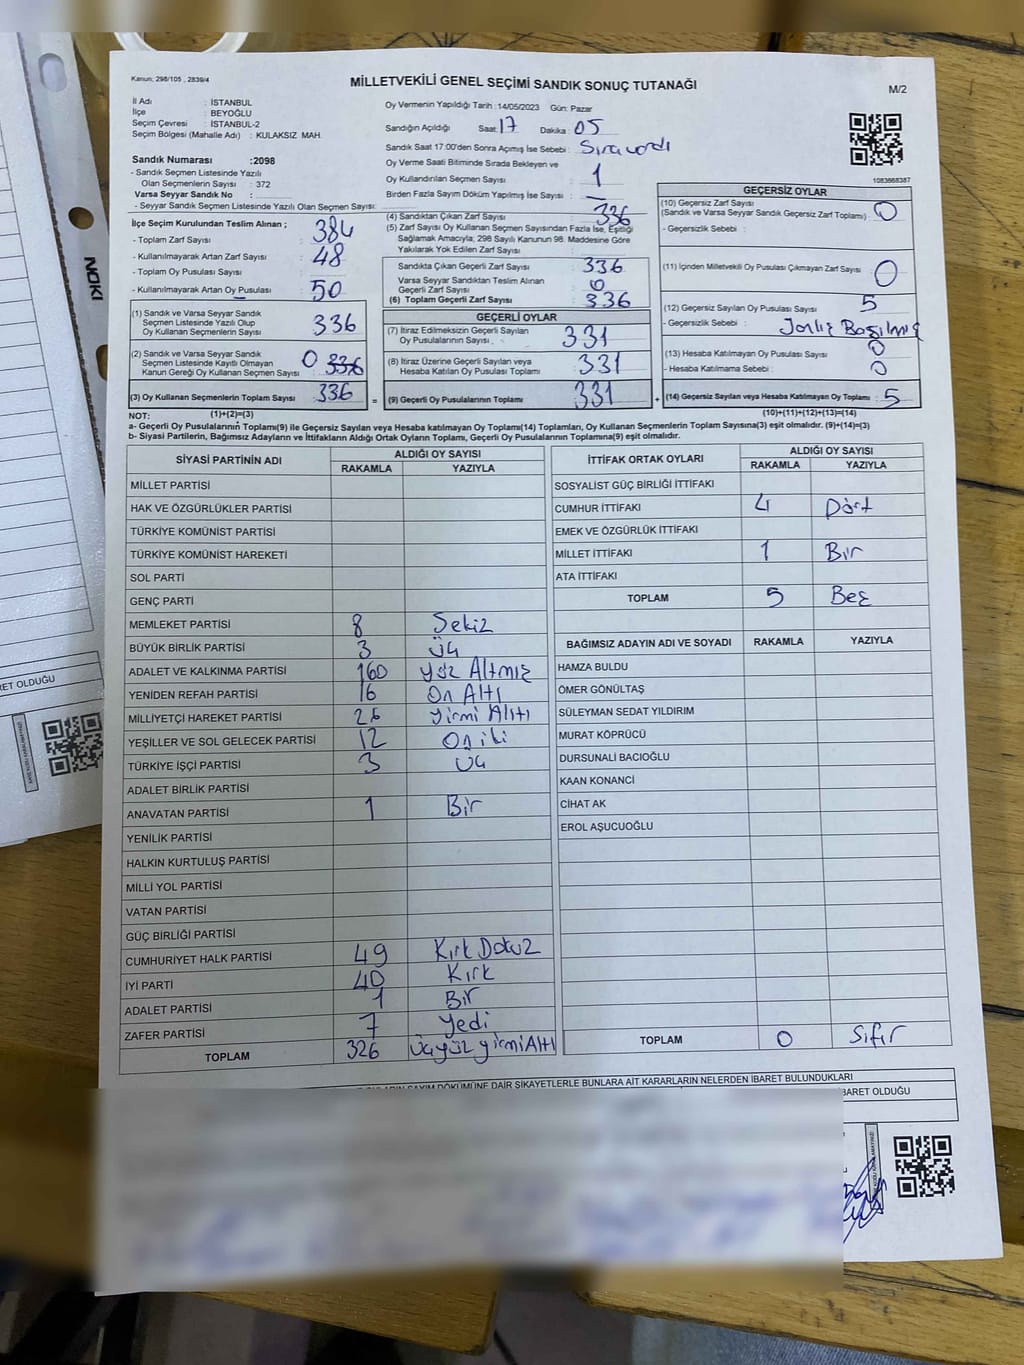 Kanun; 298/105 , 2839/4
MİLLETVEKİLİ GENEL SEÇİMİ SANDIK SONUÇ TUTANAĞI
M/2
İl Adı : İSTANBUL
İlçe : BEYOĞLU
Seçim Çevresi : İSTANBUL-2
Seçim Bölgesi (Mahalle Adı) : KULAKSIZ MAH.
Sandık Numarası :2098
- Sandık Seçmen Listesinde Yazılı
Olan Seçmenlerin Sayısı : 372
Varsa Seyyar Sandık No :
- Seyyar Sandık Seçmen Listesinde Yazılı Olan Seçmen Sayısı:
Oy Vermenin Yapıldığı Tarih :14/05/2023 Gün: Pazar
Sandığın Açıldığı Saat: 17 Dakika : 05
Sandık Saat 17:00'den Sonra Açımış İse Sebebi : Sıra vardı
Oy Verme Saati Bitiminde Sırada Bekleyen ve
Oy Kullandırılan Seçmen Sayısı : 1
Birden Fazla Sayım Döküm Yapılmış İse Sayısı : —
1083668387
İlçe Seçim Kurulundan Teslim Alınan ;
- Toplam Zarf Sayısı : 384
- Kullanılmayarak Artan Zarf Sayısı : 48
- Toplam Oy Pusulası Sayısı :
- Kullanılmayarak Artan Oy Pusulası : 50
(1) Sandık ve Varsa Seyyar Sandık
Seçmen Listesinde Yazılı Olup
Oy Kullanan Seçmenlerin Sayısı : 336
(2) Sandık ve Varsa Seyyar Sandık
Seçmen Listesinde Kayıtlı Olmayan
Kanun Gereği Oy Kullanan Seçmen Sayısı : 0 336
(3) Oy Kullanan Seçmenlerin Toplam Sayısı : 336 =
(4) Sandıktan Çıkan Zarf Sayısı : 336
(5) Zarf Sayısı Oy Kullanan Seçmen Sayısından Fazla İse, Eşitliği
Sağlamak Amacıyla; 298 Sayılı Kanunun 98. Maddesine Göre
Yakılarak Yok Edilen Zarf Sayısı :
Sandıkta Çıkan Geçerli Zarf Sayısı : 336
Varsa Seyyar Sandıktan Teslim Alınan
Geçerli Zarf Sayısı : 0
(6) Toplam Geçerli Zarf Sayısı : 336
GEÇERLİ OYLAR
(7) İtiraz Edilmeksizin Geçerli Sayılan
Oy Pusulalarının Sayısı : 331
(8) İtiraz Üzerine Geçerli Sayılan veya
Hesaba Katılan Oy Pusulası Toplamı : 331
(9) Geçerli Oy Pusulalarının Toplamı : 331 +
GEÇERSİZ OYLAR
(10) Geçersiz Zarf Sayısı
(Sandık ve Varsa Seyyar Sandık Geçersiz Zarf Toplamı) : 0
- Geçersizlik Sebebi :
(11) İçinden Milletvekili Oy Pusulası Çıkmayan Zarf Sayısı : 0
(12) Geçersiz Sayılan Oy Pusulası Sayısı : 5
- Geçersizlik Sebebi : Basılmış
(13) Hesaba Katılmayan Oy Pusulası Sayısı : 0
- Hesaba Katılmama Sebebi : 0
(14) Geçersiz Sayılan veya Hesaba Katılmayan Oy Toplamı : 5
NOT: (1)+(2)=(3) (10)+(11)+(12)+(13)=(14)
a- Geçerli Oy Pusulalarının Toplamı(9) ile Geçersiz Sayılan veya Hesaba katılmayan Oy Toplamı(14) Toplamları, Oy Kullanan Seçmenlerin Toplam Sayısına(3) eşit olmalıdır. (9)+(14)=(3)
b- Siyasi Partilerin, Bağımsız Adayların ve İttifakların Aldığı Ortak Oyların Toplamı, Geçerli Oy Pusulalarının Toplamına(9) eşit olmalıdır.
SİYASİ PARTİNİN ADI ALDIĞI OY SAYISI
RAKAMLA YAZIYLA
MİLLET PARTİSİ
HAK VE ÖZGÜRLÜKLER PARTİSİ
TÜRKİYE KOMÜNİST PARTİSİ
TÜRKİYE KOMÜNİST HAREKETİ
SOL PARTİ
GENÇ PARTİ
MEMLEKET PARTİSİ 8 Sekiz
BÜYÜK BİRLİK PARTİSİ 3 Üç
ADALET VE KALKINMA PARTİSİ 160 Yüz Altmış
YENİDEN REFAH PARTİSİ 16 On Altı
MİLLİYETÇİ HAREKET PARTİSİ 26 Yirmi Altı
YEŞİLLER VE SOL GELECEK PARTİSİ 12 On iki
TÜRKİYE İŞÇİ PARTİSİ 3 Üç
ADALET BİRLİK PARTİSİ
ANAVATAN PARTİSİ 1 Bir
YENİLİK PARTİSİ
HALKIN KURTULUŞ PARTİSİ
MİLLİ YOL PARTİSİ
VATAN PARTİSİ
GÜÇ BİRLİĞİ PARTİSİ
CUMHURİYET HALK PARTİSİ 49 Kırk Dokuz
İYİ PARTİ 40 Kırk
ADALET PARTİSİ 1 Bir
ZAFER PARTİSİ 7 Yedi
TOPLAM 326 Üçyüz yirmi Altı
İTTİFAK ORTAK OYLARI ALDIĞI OY SAYISI
RAKAMLA YAZIYLA
SOSYALİST GÜÇ BİRLİĞİ İTTİFAKI
CUMHUR İTTİFAKI 4 Dört
EMEK VE ÖZGÜRLÜK İTTİFAKI
MİLLET İTTİFAKI 1 Bir
ATA İTTİFAKI
TOPLAM 5 Beş
BAĞIMSIZ ADAYIN ADI VE SOYADI RAKAMLA YAZIYLA
HAMZA BULDU
ÖMER GÖNÜLTAŞ
SÜLEYMAN SEDAT YILDIRIM
MURAT KÖPRÜCÜ
DURSUNALİ BACIOĞLU
KAAN KONANCİ
CİHAT AK
EROL AŞUCUOĞLU
TOPLAM 0 Sıfır
SAYIM DÖKÜMÜNE DAİR ŞİKAYETLERLE BUNLARA AİT KARARLARIN NELERDEN İBARET BULUNDUKLARI
İBARET OLDUĞU
NOKI
RET OLDUĞU